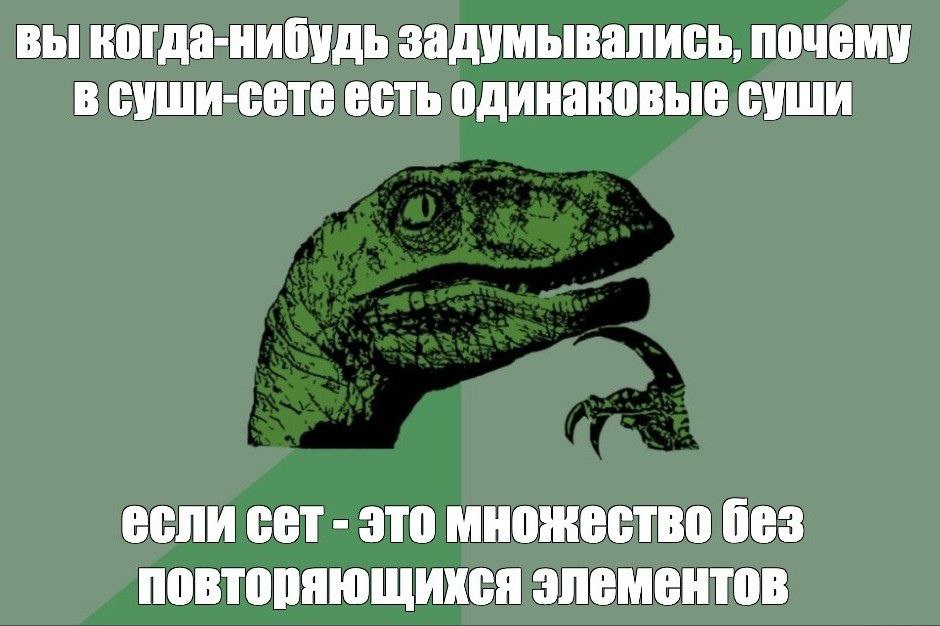 вы когда-нибудь задумывались, почему
в суши-сете есть одинаковые суши
если сет - это множество без
повторяющихся элементов